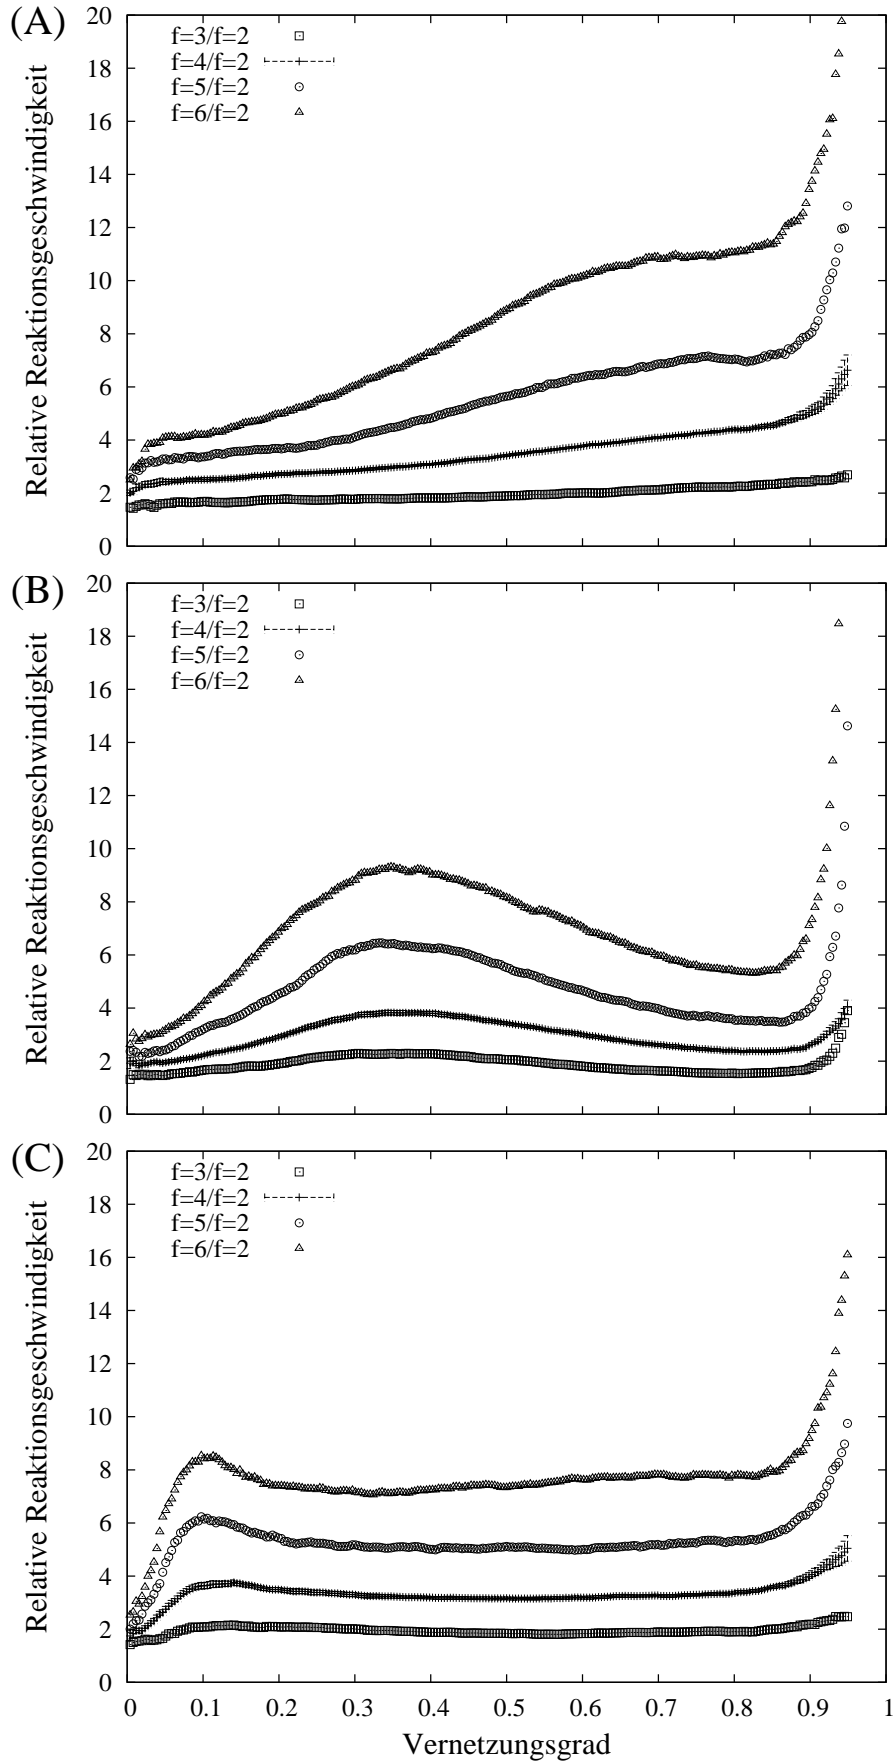 (A)
Relative Reaktionsgeschwindigkeit
20
18
16
14
12
10
8
6
4
2
0
f=3/f=2
f=4/f=2
f=5/f=2
f=6/f=2
(B)
Relative Reaktionsgeschwindigkeit
20
18
16
14
12
10
8
6
4
2
0
f=3/f=2
f=4/f=2
f=5/f=2
f=6/f=2
(C)
Relative Reaktionsgeschwindigkeit
20
18
16
14
12
10
8
6
4
2
0
f=3/f=2
f=4/f=2
f=5/f=2
f=6/f=2
0 0.1 0.2 0.3 0.4 0.5 0.6 0.7 0.8 0.9 1
Vernetzungsgrad